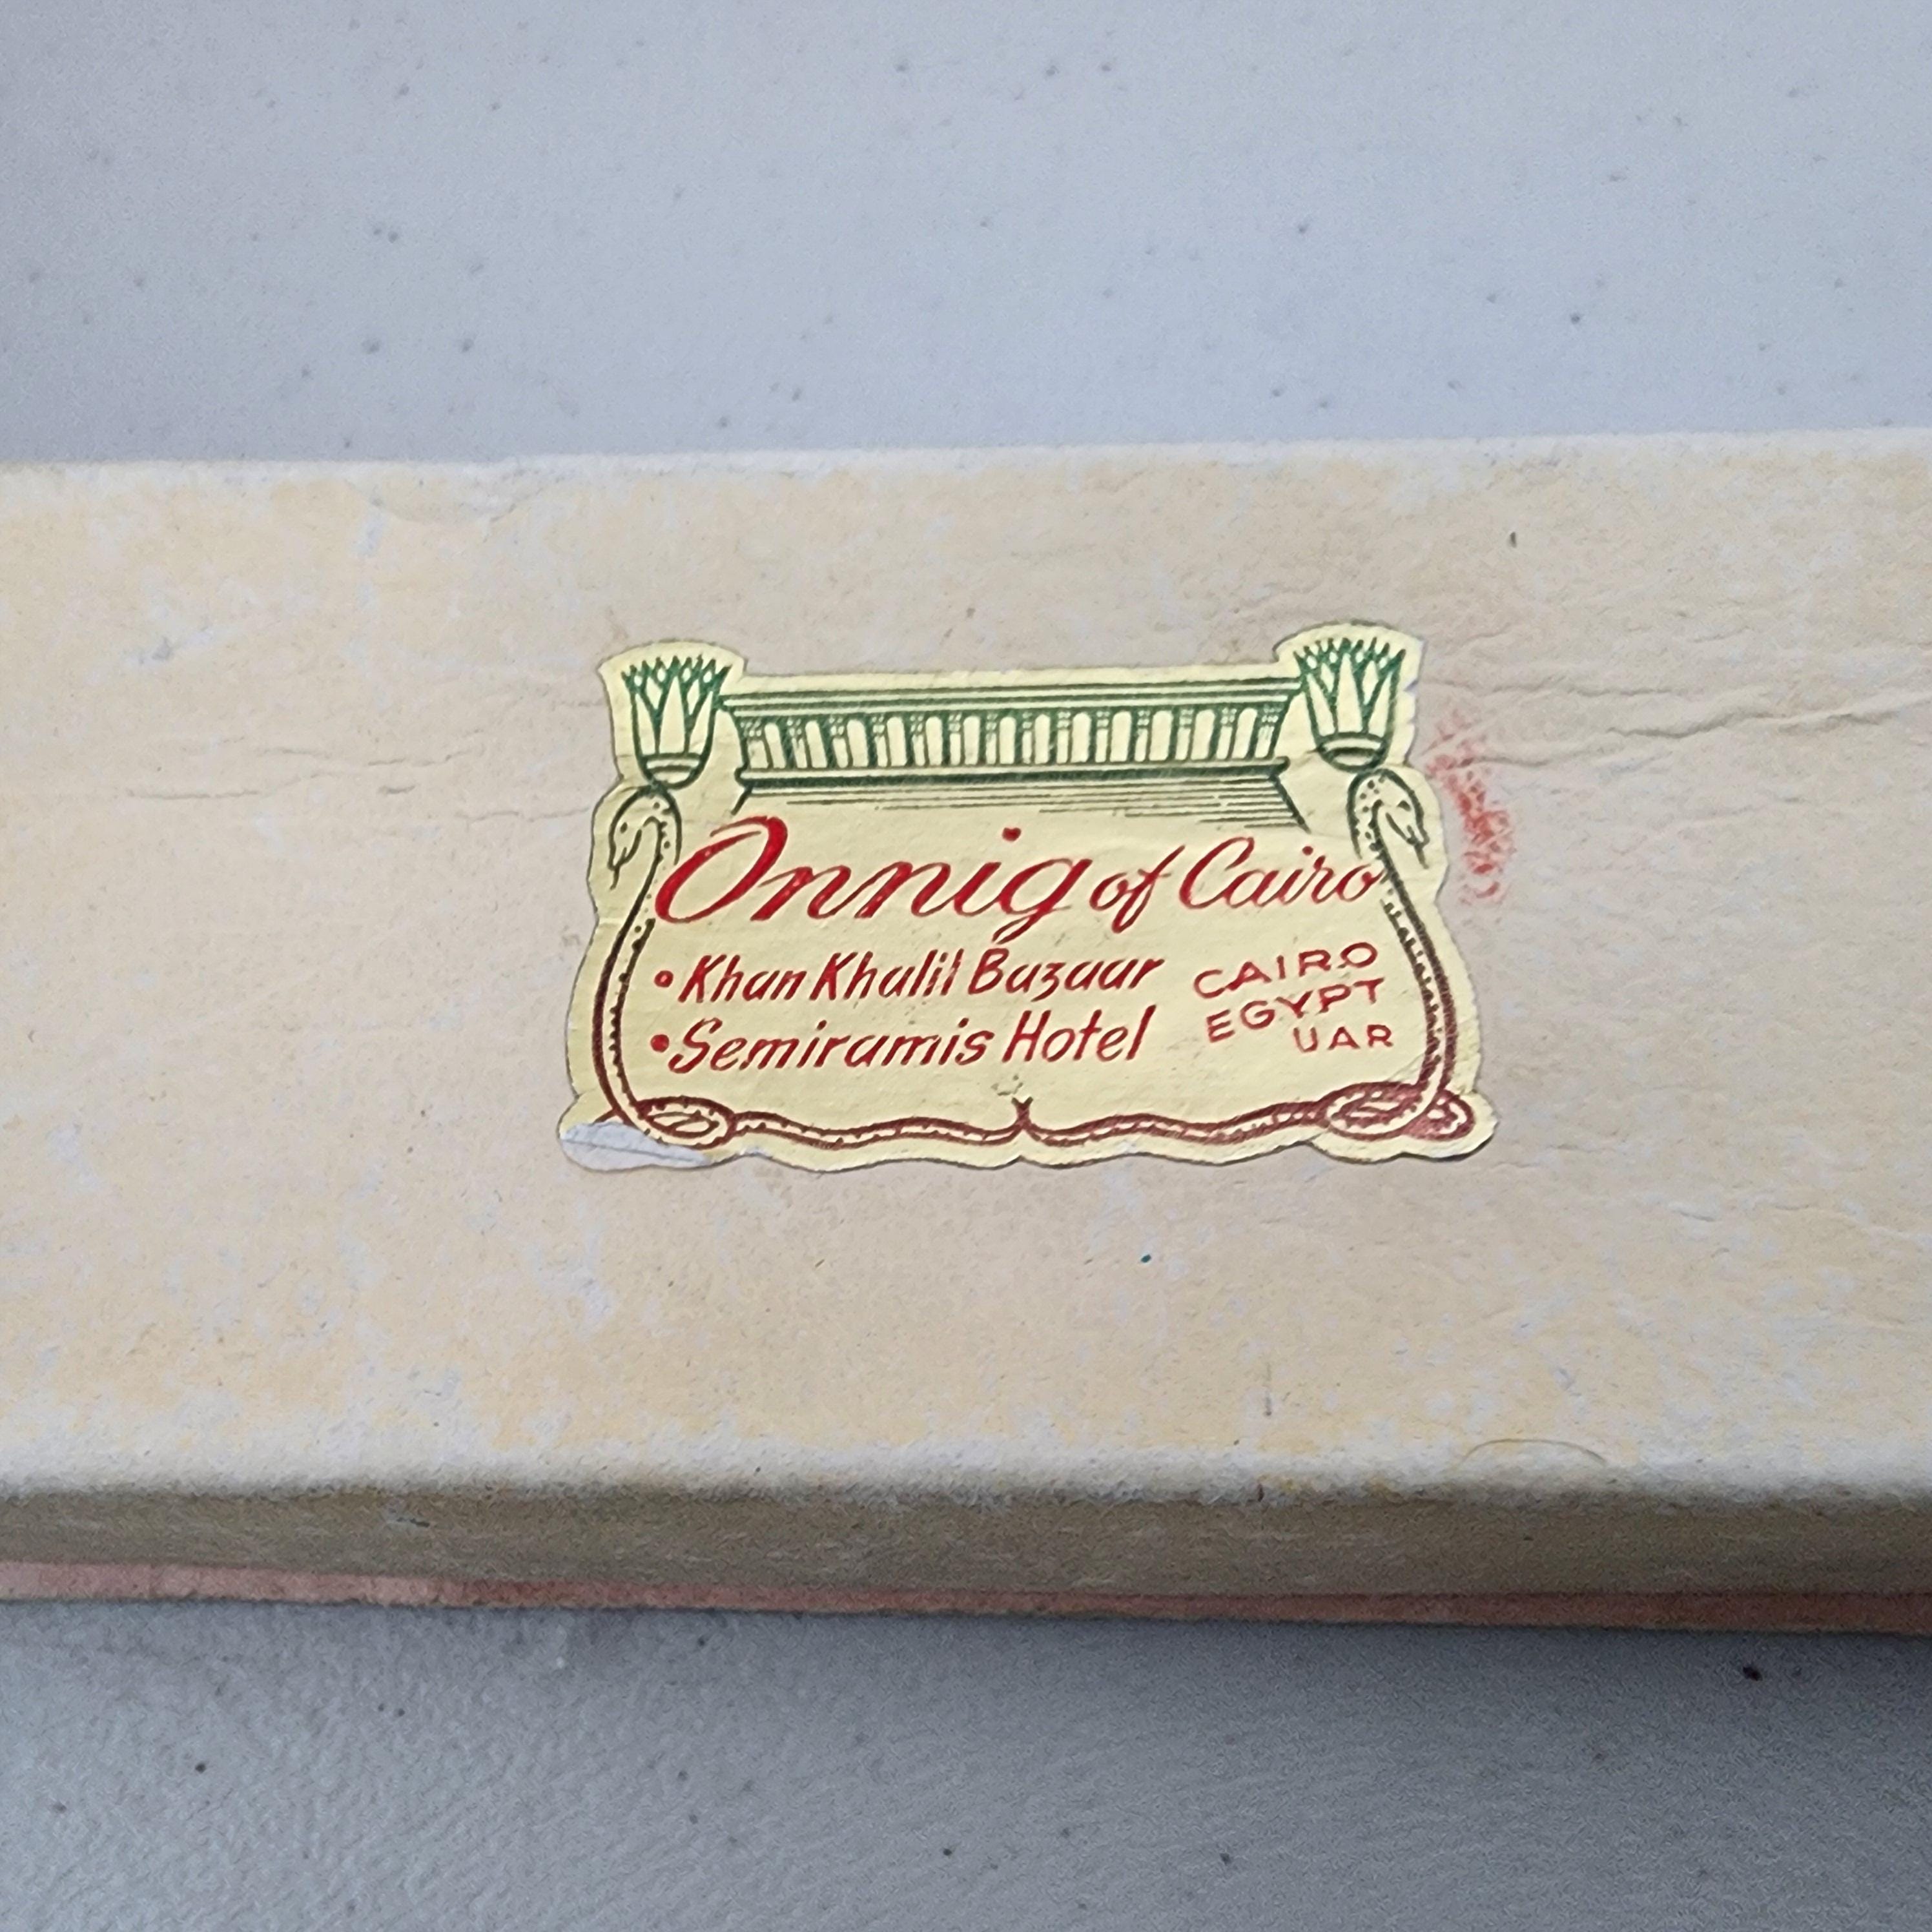 Onnig of Cairo
• Khan Khalil Bazaar
• Semiramis Hotel
CAIRO
EGYPT
UAR